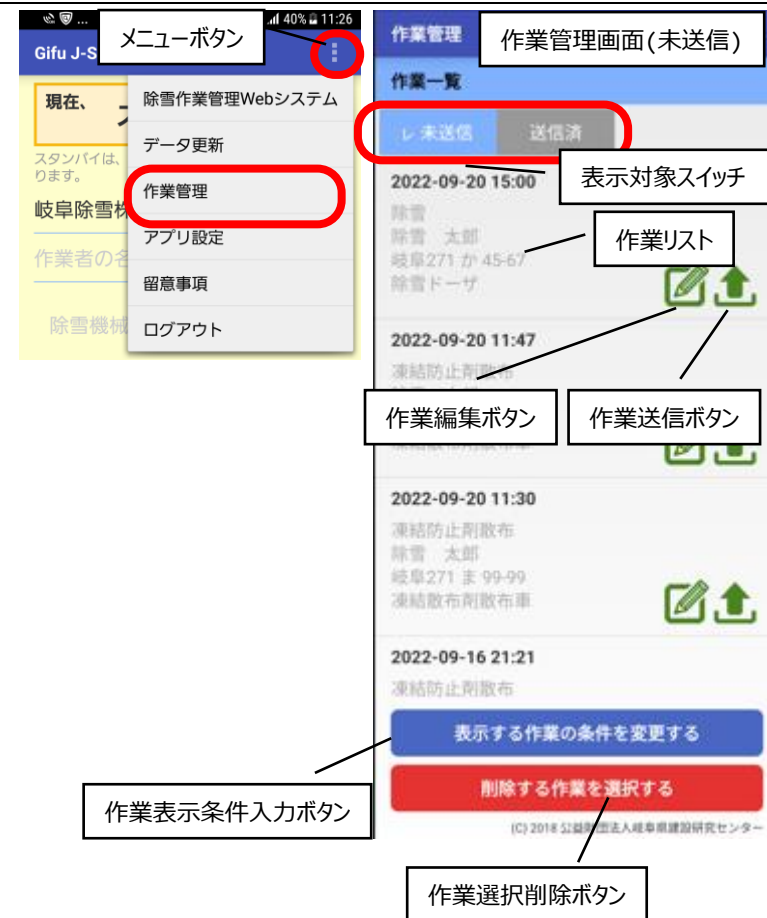 ... .ıl 40% 11:26
メニューボタン
Gifu J-S
現在、
スタンバイは、
ります。
岐阜除雪株
作業者の名
除雪機械
除雪作業管理Webシステム
データ更新
作業管理
アプリ設定
留意事項
ログアウト
作業管理
作業管理画面(未送信)
作業一覧
レ 未送信
送信済
表示対象スイッチ
2022-09-20 15:00
除雪
除雪 太郎
岐阜271 か 45-67
除雪ドーザ
作業リスト
2022-09-20 11:47
凍結防止剤散布
作業編集ボタン
作業送信ボタン
2022-09-20 11:30
凍結防止剤散布
除雪 太郎
岐阜271 ま 99-99
凍結散布剤散布車
2022-09-16 21:21
凍結防止剤散布
表示する作業の条件を変更する
削除する作業を選択する
作業表示条件入力ボタン
(C) 2018 公益財団法人岐阜県建設研究センター
作業選択削除ボタン